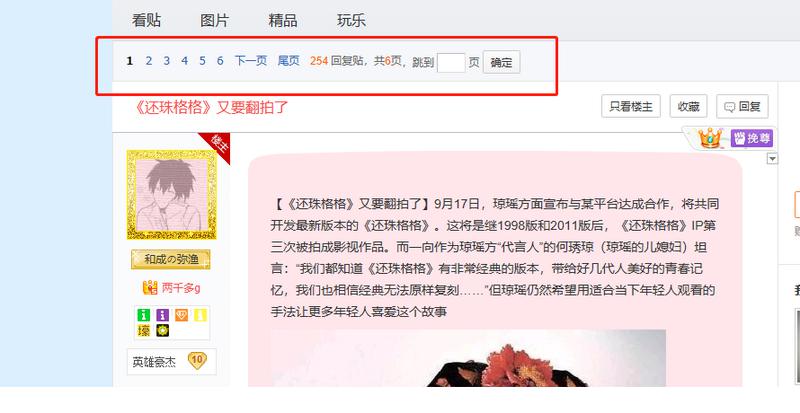 看贴 图片 精品 玩乐
1 2 3 4 5 6 下一页 尾页 254 回复贴，共6页，跳到 页 确定
《还珠格格》又要翻拍了 只看楼主 收藏 回复
楼主 挽尊
【《还珠格格》又要翻拍了】9月17日，琼瑶方面宣布与某平台达成合作，将共同
开发最新版本的《还珠格格》。这将是继1998版和2011版后，《还珠格格》IP第
三次被拍成影视作品。而一向作为琼瑶方“代言人”的何琇琼（琼瑶的儿媳妇）坦
言：“我们都知道《还珠格格》有非常经典的版本，带给好几代人美好的青春记
忆，我们也相信经典无法原样复刻……”但琼瑶仍然希望用适合当下年轻人观看的
手法让更多年轻人喜爱这个故事
和成の弥渔
两千多g
壕
英雄豪杰 10